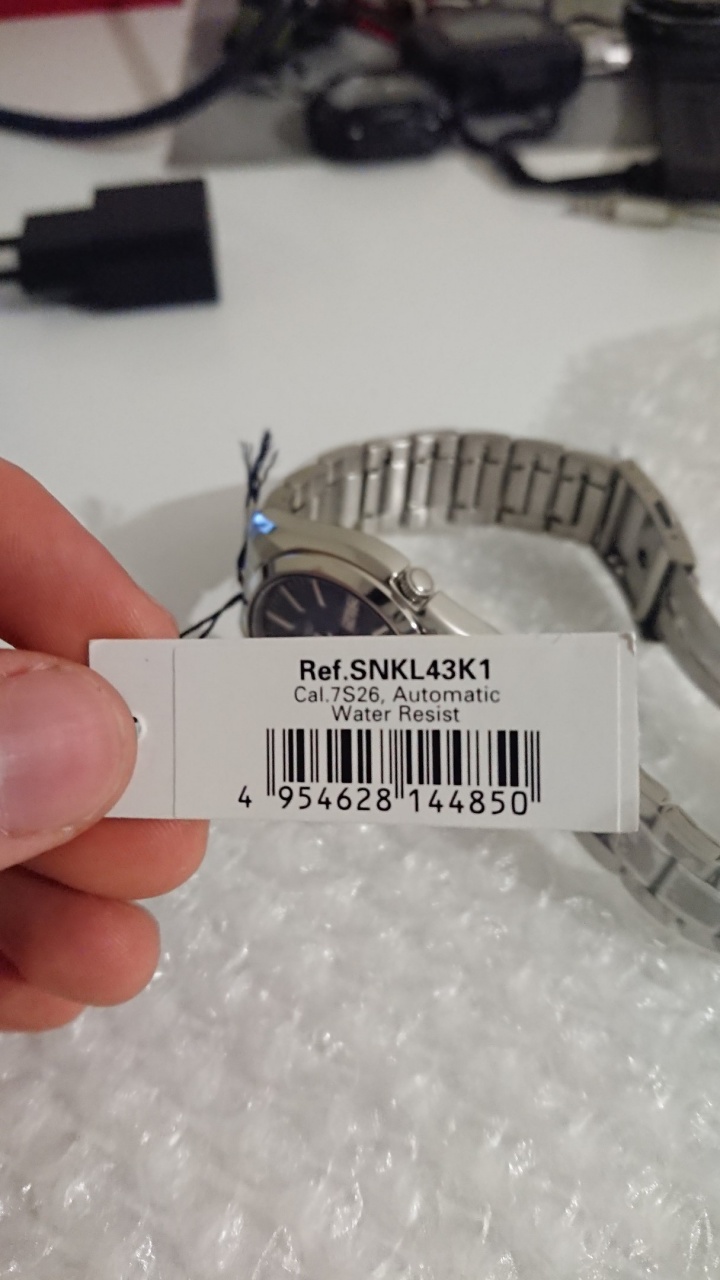 Ref.SNKL43K1
Cal.7S26, Automatic
Water Resist
4 954628 144850